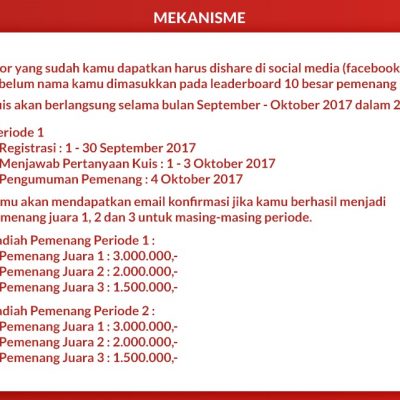 MEKANISME
or yang sudah kamu dapatkan harus dishare di social media (facebook
belum nama kamu dimasukkan pada leaderboard 10 besar pemenang
is akan berlangsung selama bulan September - Oktober 2017 dalam 2
eriode 1
Registrasi : 1 - 30 September 2017
Menjawab Pertanyaan Kuis : 1 - 3 Oktober 2017
Pengumuman Pemenang : 4 Oktober 2017
mu akan mendapatkan email konfirmasi jika kamu berhasil menjadi
menang juara 1, 2 dan 3 untuk masing-masing periode.
adiah Pemenang Periode 1 :
Pemenang Juara 1 : 3.000.000,-
Pemenang Juara 2 : 2.000.000,-
Pemenang Juara 3 : 1.500.000,-
adiah Pemenang Periode 2 :
Pemenang Juara 1 : 3.000.000,-
Pemenang Juara 2 : 2.000.000,-
Pemenang Juara 3 : 1.500.000,-